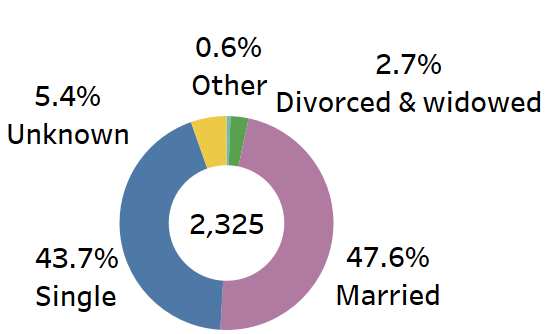 0.6%
Other
2.7%
Divorced & widowed
5.4%
Unknown
2,325
43.7%
Single
47.6%
Married